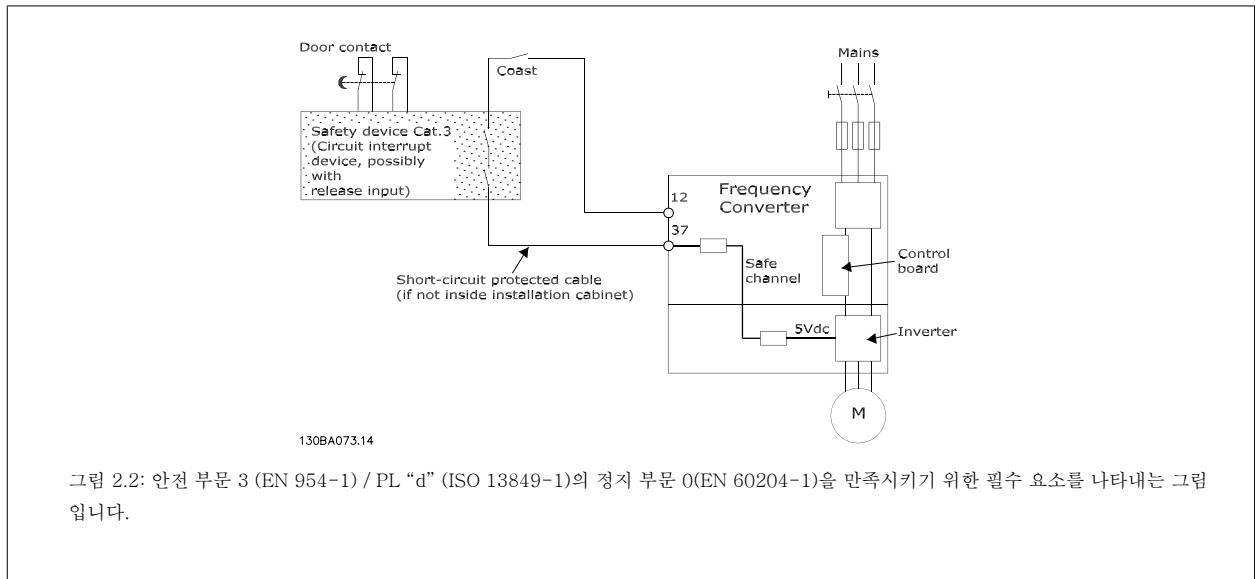 Door contact
Mains
Coast
Safety device Cat.3
(Circuit interrupt
device, possibly
with
release input)
12
Frequency
Converter
37
Safe
channel
Control
board
Short-circuit protected cable
(if not inside installation cabinet)
5Vdc
Inverter
M
130BA073.14
그림 2.2: 안전 부문 3 (EN 954-1) / PL “d” (ISO 13849-1)의 정지 부문 0(EN 60204-1)을 만족시키기 위한 필수 요소를 나타내는 그림
입니다.